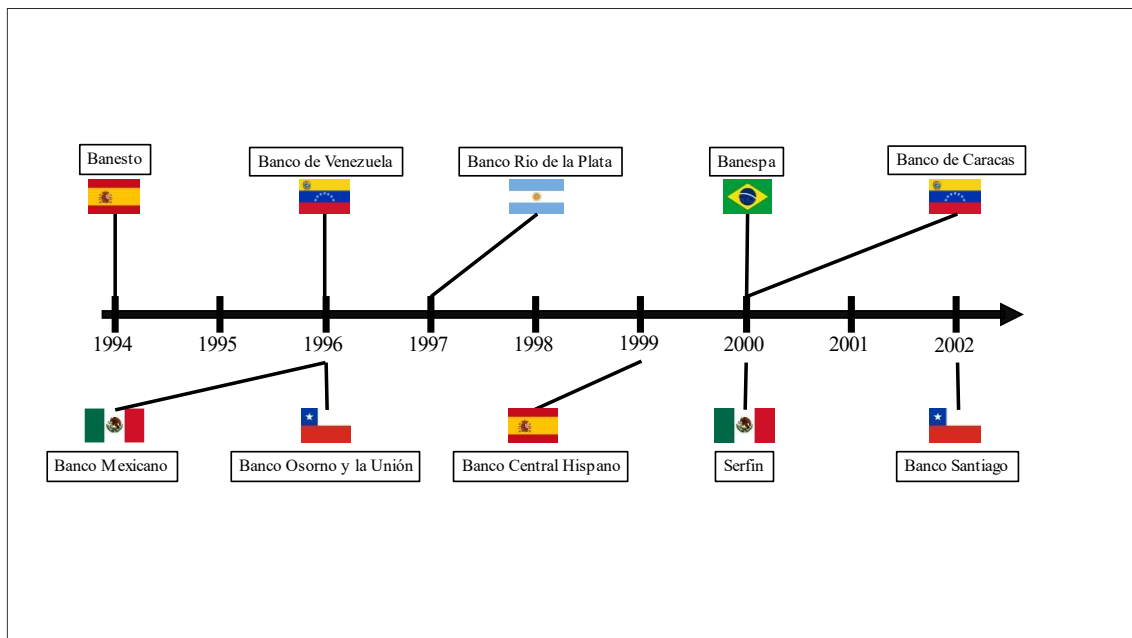 Banesto
Banco de Venezuela
Banco Rio de la Plata
Banespa
Banco de Caracas
1994
1995
1996
1997
1998
1999
2000
2001
2002
Banco Mexicano
Banco Osorno y la Unión
Banco Central Hispano
Serfin
Banco Santiago